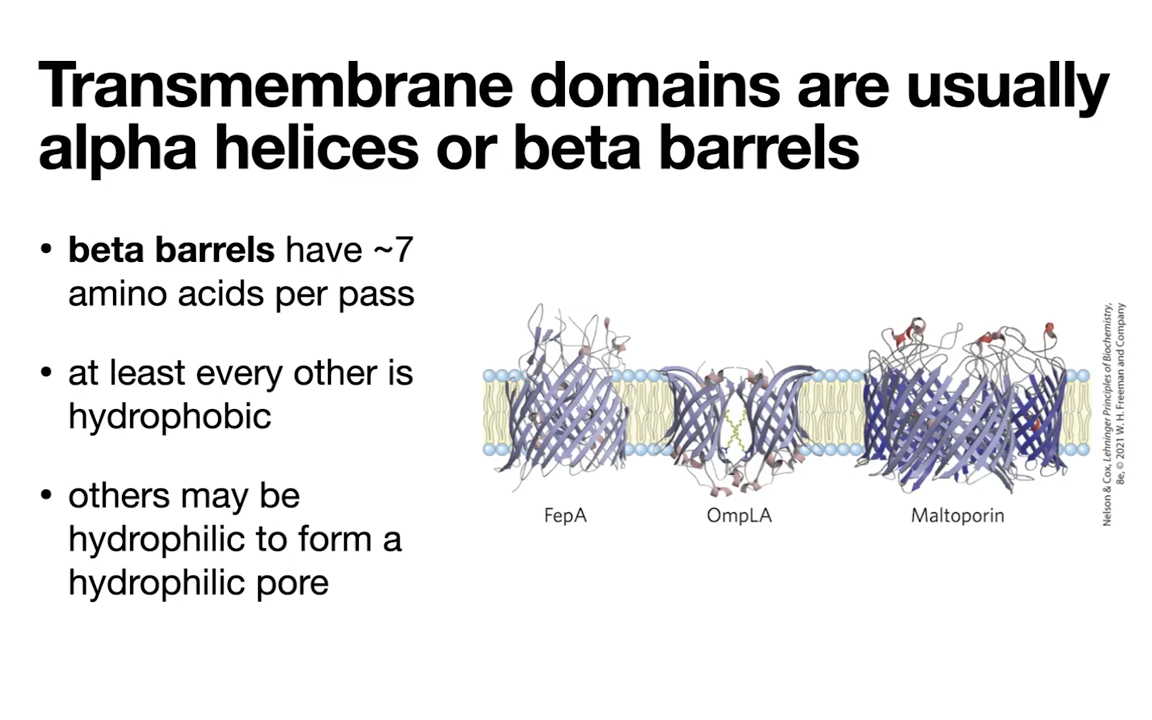 Transmembrane domains are usually
alpha helices or beta barrels
• beta barrels have ~7
amino acids per pass
• at least every other is
hydrophobic
• others may be
hydrophilic to form a
hydrophilic pore
FepA
OmpLA
Maltoporin
Nelson & Cox, Lehninger Principles of Biochemistry,
8e, © 2021 W. H. Freeman and Company